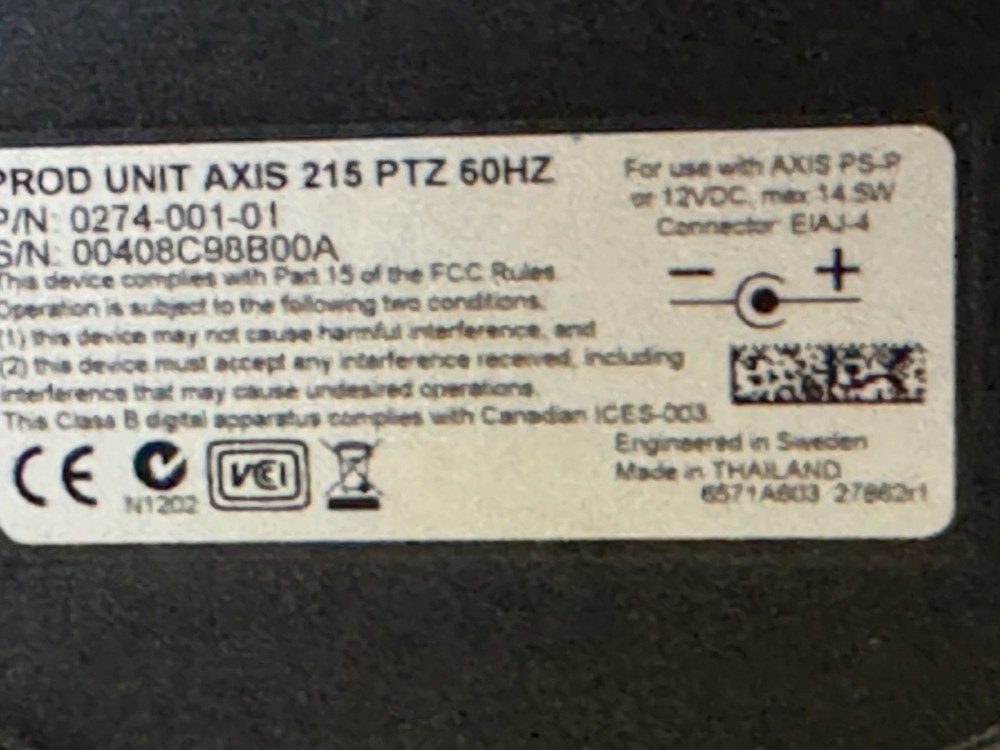 PROD UNIT AXIS 215 PTZ 60HZ
P/N: 0274-001-01
S/N: 00408C98B00A
This device complies with Part 15 of the FCC Rules.
Operation is subject to the following two conditions.
(1) this device may not cause harmful interference, and
(2) this device must accept any interference received, including
interference that may cause undesired operations.
This Class B digital apparatus complies with Canadian ICES-003.
For use with AXIS PS-P
or 12VDC, max 14.5W
Connector EIAJ-4
− +
Engineered in Sweden
Made in THAILAND
CE
N1202
VCI